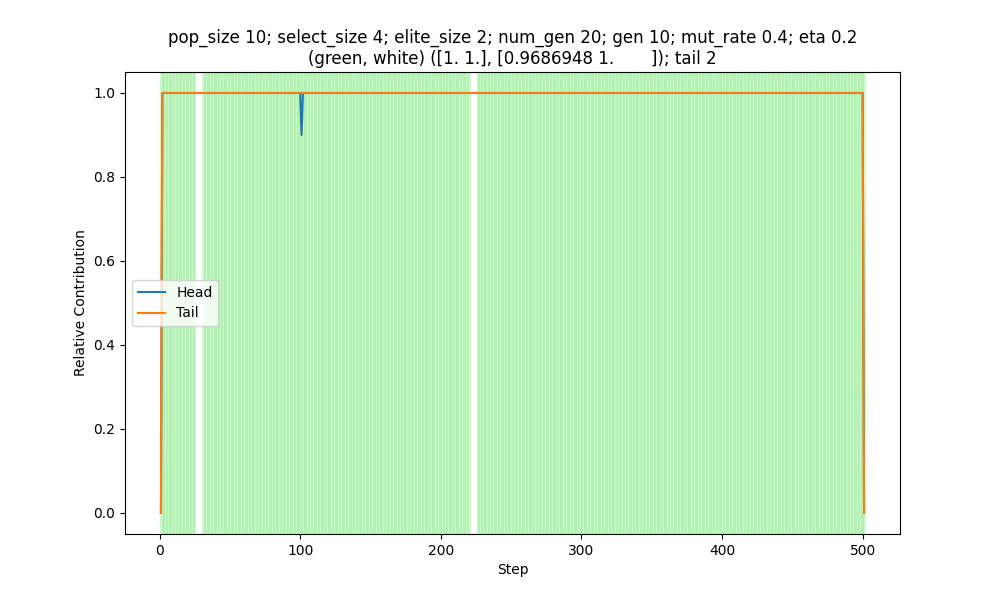 pop_size 10; select_size 4; elite_size 2; num_gen 20; gen 10; mut_rate 0.4; eta 0.2
(green, white) ([1. 1.], [0.9686948 1.       ]); tail 2
1.0
0.8
0.6
0.4
0.2
0.0
Relative Contribution
Head
Tail
0
100
200
300
400
500
Step